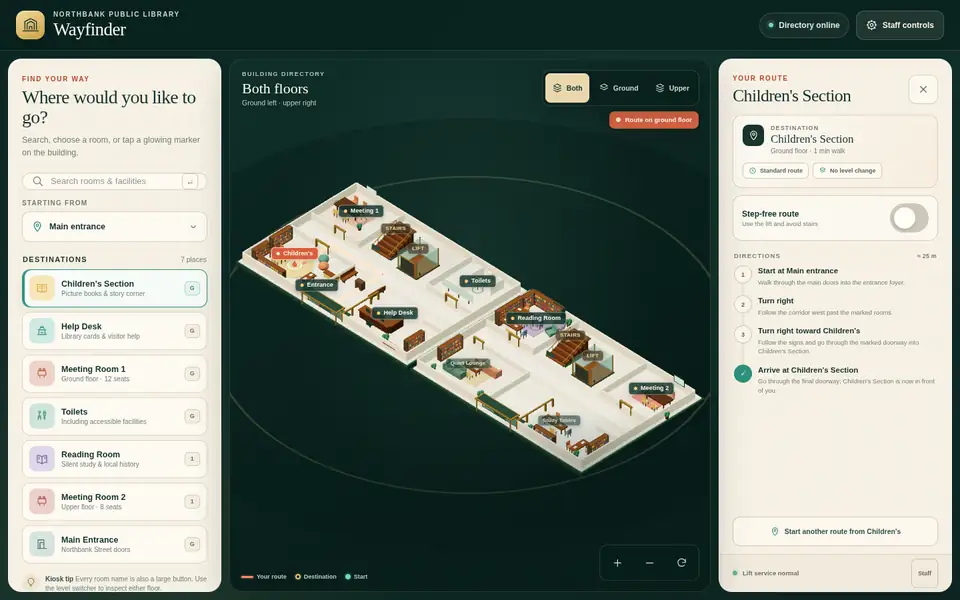 NORTHBANK PUBLIC LIBRARY
Wayfinder
Directory online
Staff controls
FIND YOUR WAY
Where would you like to
go?
Search, choose a room, or tap a glowing marker
on the building.
Search rooms & facilities
STARTING FROM
Main entrance
DESTINATIONS
7 places
Children's Section
Picture books & story corner
G
Help Desk
Library cards & visitor help
G
Meeting Room 1
Ground floor · 12 seats
G
Toilets
Including accessible facilities
G
Reading Room
Silent study & local history
1
Meeting Room 2
Upper floor · 8 seats
1
Main Entrance
Northbank Street doors
G
Kiosk tip Every room name is also a large button. Use
the level switcher to inspect either floor.
BUILDING DIRECTORY
Both floors
Ground left · upper right
Both
Ground
Upper
Route on ground floor
Meeting 1
STAIRS
LIFT
Children's
Entrance
Toilets
Help Desk
Reading Room
STAIRS
LIFT
Quiet Lounge
Meeting 2
Study Tables
Your route
Destination
Start
YOUR ROUTE
Children's Section
DESTINATION
Children's Section
Ground floor · 1 min walk
Standard route
No level change
Step-free route
Use the lift and avoid stairs
DIRECTIONS
≈ 25 m
1
Start at Main entrance
Walk through the main doors into the entrance foyer.
2
Turn right
Follow the corridor west past the marked rooms.
3
Turn right toward Children's
Follow the signs and go through the marked doorway into
Children's Section.
Arrive at Children's Section
Go through the final doorway; Children's Section is now in front
of you.
Start another route from Children's
Lift service normal
Staff